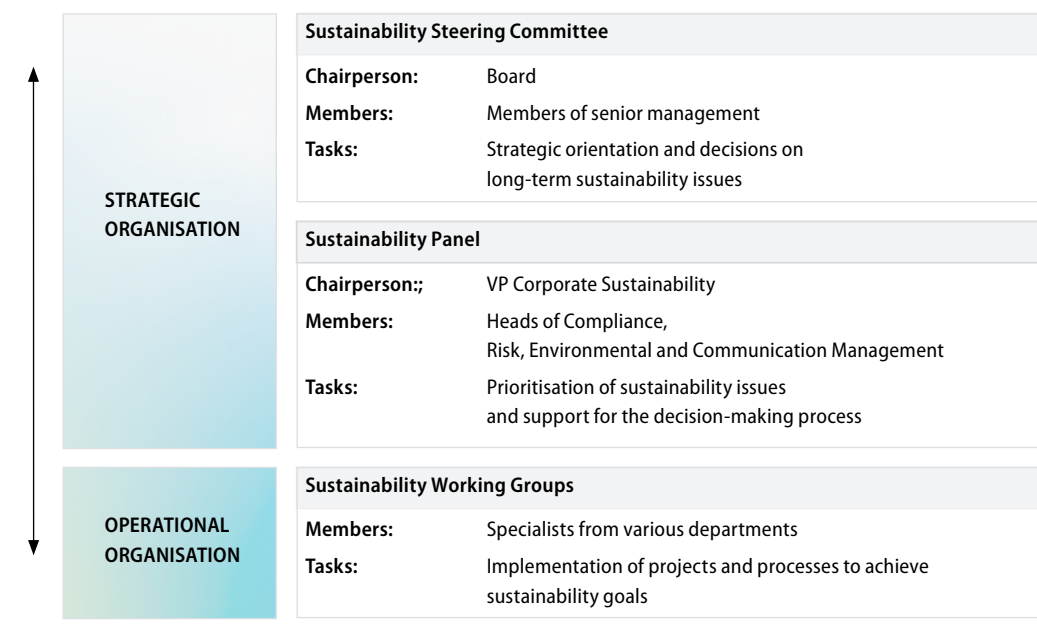 STRATEGIC
ORGANISATION
Sustainability Steering Committee
Chairperson: Board
Members: Members of senior management
Tasks: Strategic orientation and decisions on
long-term sustainability issues
Sustainability Panel
Chairperson:; VP Corporate Sustainability
Members: Heads of Compliance,
Risk, Environmental and Communication Management
Tasks: Prioritisation of sustainability issues
and support for the decision-making process
OPERATIONAL
ORGANISATION
Sustainability Working Groups
Members: Specialists from various departments
Tasks: Implementation of projects and processes to achieve
sustainability goals